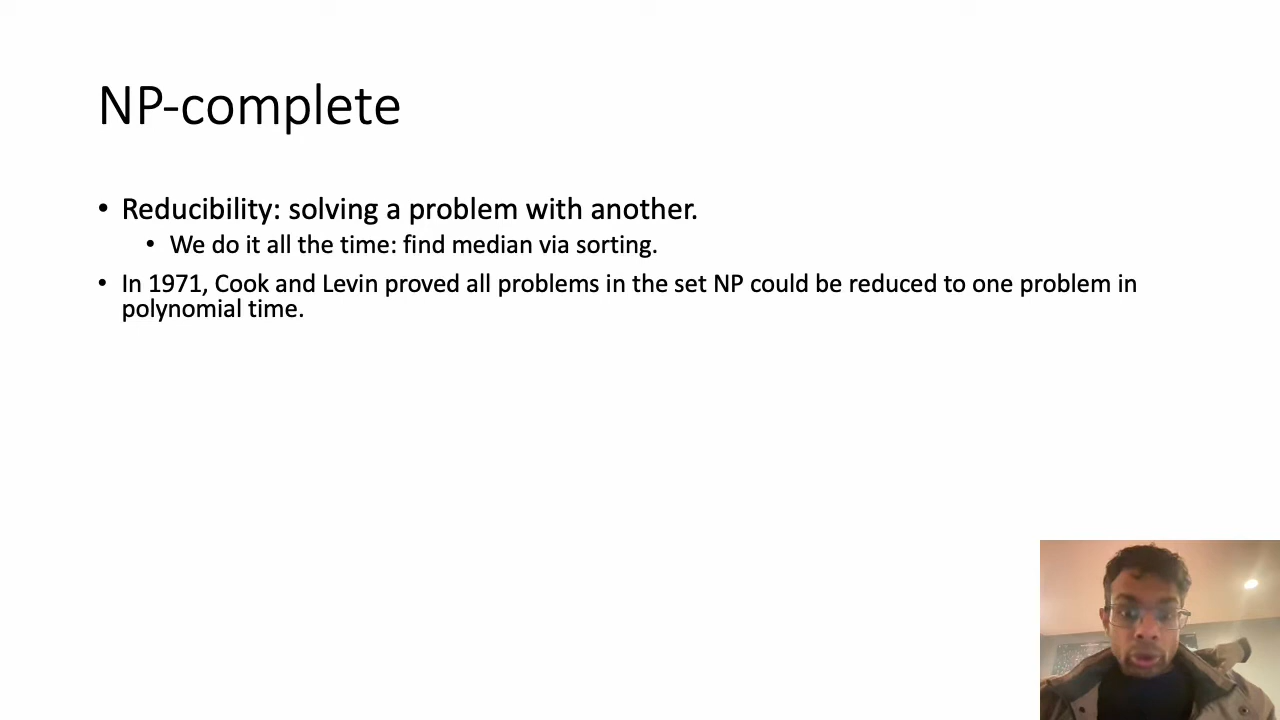 NP-complete
• Reducibility: solving a problem with another.
• We do it all the time: find median via sorting.
• In 1971, Cook and Levin proved all problems in the set NP could be reduced to one problem in
polynomial time.